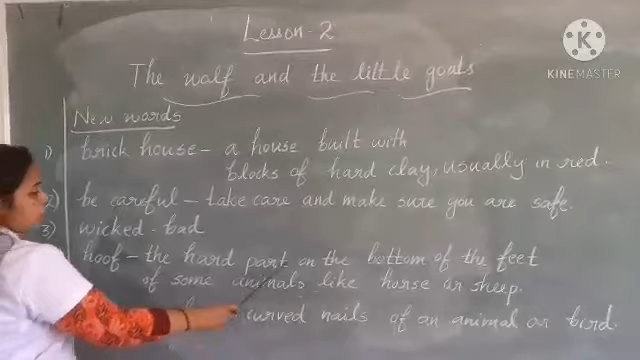 Lesson-2
The walf and the little goats
New words
1) brick house - a house built with
blocks of hard clay, usually in red.
2) be careful - take care and make sure you are safe.
3) wicked - bad
hoof - the hard part on the bottom of the feet
of some animals like horse or sheep.
curved nails of an animal or bird.
KINEMASTER